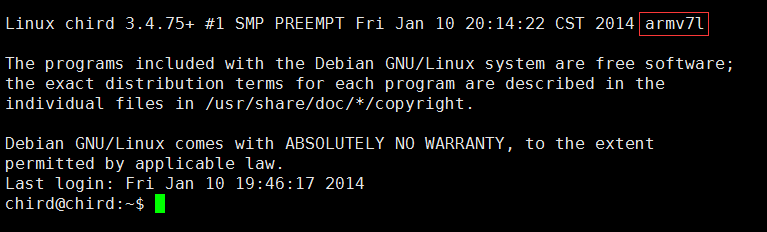 Linux chird 3.4.75+ #1 SMP PREEMPT Fri Jan 10 20:14:22 CST 2014 armv7l
The programs included with the Debian GNU/Linux system are free software;
the exact distribution terms for each program are described in the
individual files in /usr/share/doc/*/copyright.
Debian GNU/Linux comes with ABSOLUTELY NO WARRANTY, to the extent
permitted by applicable law.
Last login: Fri Jan 10 19:46:17 2014
chird@chird:~$